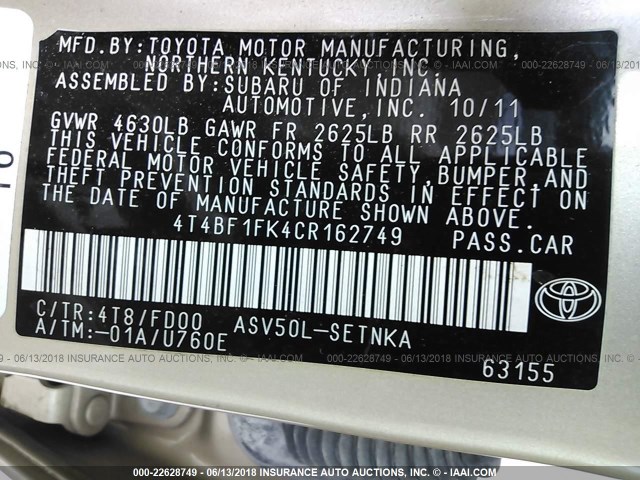 MFD.BY:TOYOTA MOTOR MANUFACTURING,
NORTHERN KENTUCKY,INC.
ASSEMBLED BY:SUBARU OF INDIANA
AUTOMOTIVE,INC. 10/11
GVWR 4630LB GAWR FR 2625LB RR 2625LB
THIS VEHICLE CONFORMS TO ALL APPLICABLE
FEDERAL MOTOR VEHICLE SAFETY,BUMPER,AND
THEFT PREVENTION STANDARDS IN EFFECT ON
THE DATE OF MANUFACTURE SHOWN ABOVE.
4T4BF1FK4CR162749 PASS.CAR
C/TR:4T8/FD00 ASV50L-SETNKA
A/TM:-01A/U760E
63155
000-22628749 - 06/13/2018 INSURANCE AUTO AUCTIONS, INC. © - IAAI.COM